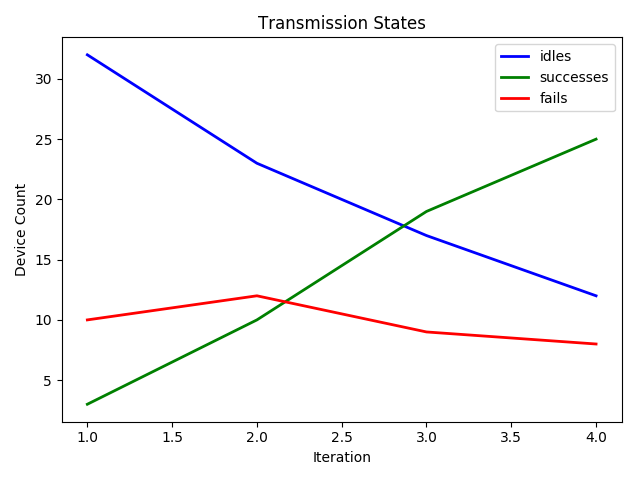 Transmission States
idles
successes
fails
Device Count
30
25
20
15
10
5
1.0 1.5 2.0 2.5 3.0 3.5 4.0
Iteration